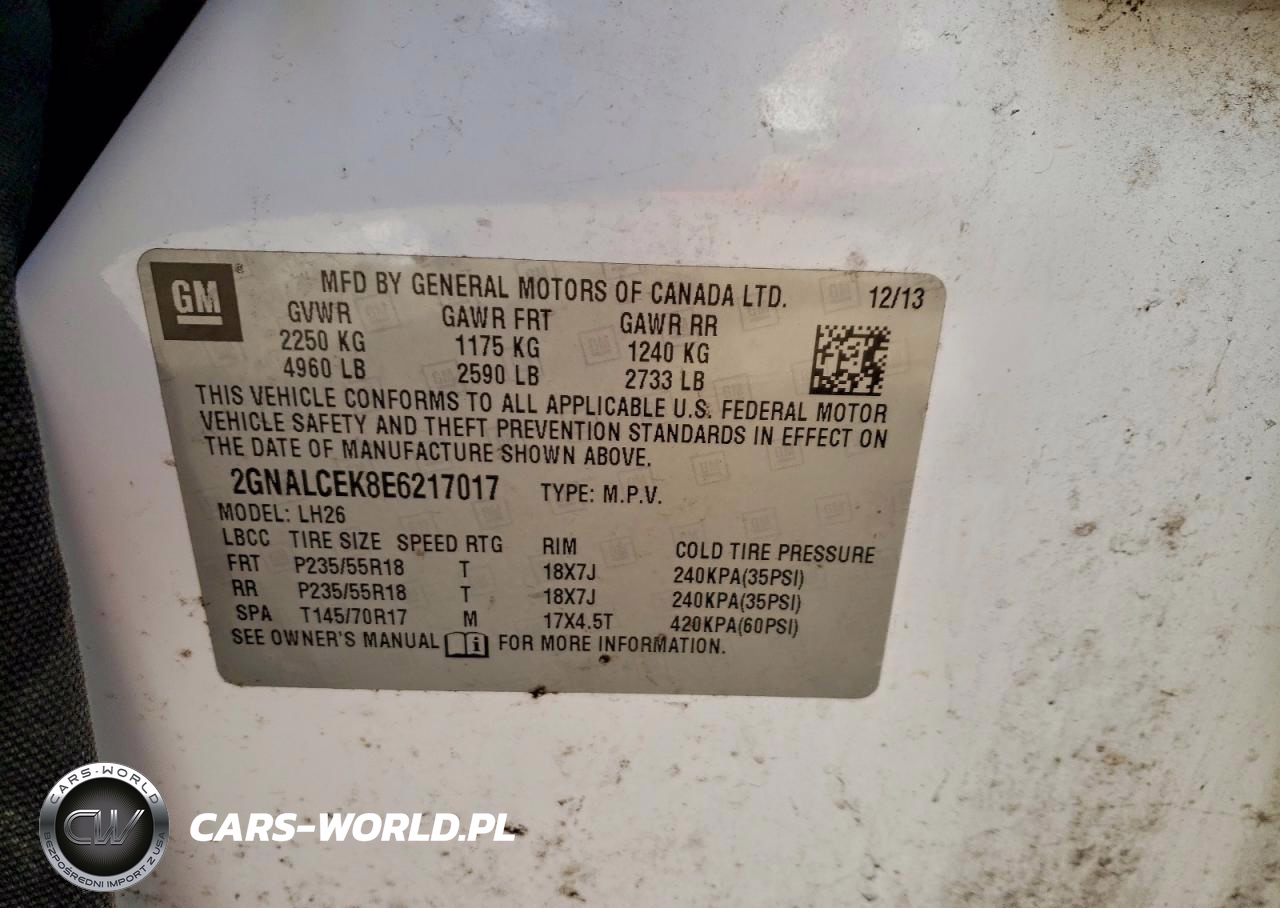 GM®
MFD BY GENERAL MOTORS OF CANADA LTD. 12/13
GVWR GAWR FRT GAWR RR
2250 KG 1175 KG 1240 KG
4960 LB 2590 LB 2733 LB
THIS VEHICLE CONFORMS TO ALL APPLICABLE U.S. FEDERAL MOTOR
VEHICLE SAFETY AND THEFT PREVENTION STANDARDS IN EFFECT ON
THE DATE OF MANUFACTURE SHOWN ABOVE.
2GNALCEK8E6217017 TYPE: M.P.V.
MODEL: LH26
LBCC TIRE SIZE SPEED RTG RIM COLD TIRE PRESSURE
FRT P235/55R18 T 18X7J 240KPA(35PSI)
RR P235/55R18 T 18X7J 240KPA(35PSI)
SPA T145/70R17 M 17X4.5T 420KPA(60PSI)
SEE OWNER'S MANUAL i FOR MORE INFORMATION.
CARS-WORLD
CW
BEZPOŚREDNI IMPORT Z USA
CARS-WORLD.PL